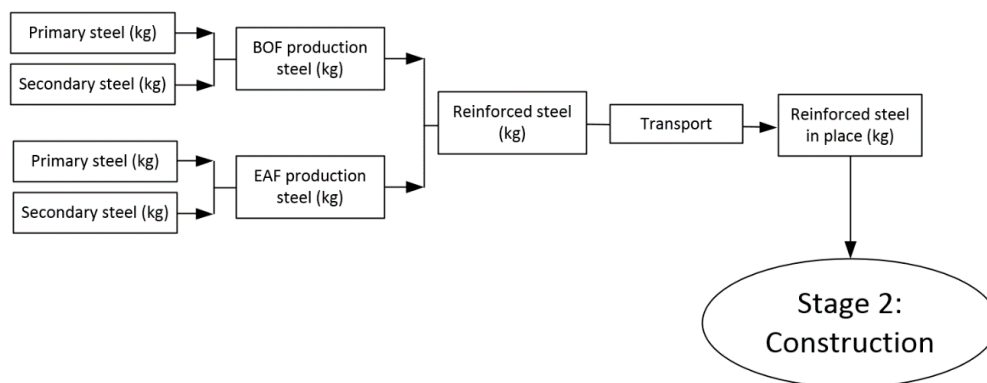 Primary steel (kg)
Secondary steel (kg)
BOF production
steel (kg)
Primary steel (kg)
Secondary steel (kg)
EAF production
steel (kg)
Reinforced steel
(kg)
Transport
Reinforced steel
in place (kg)
Stage 2:
Construction